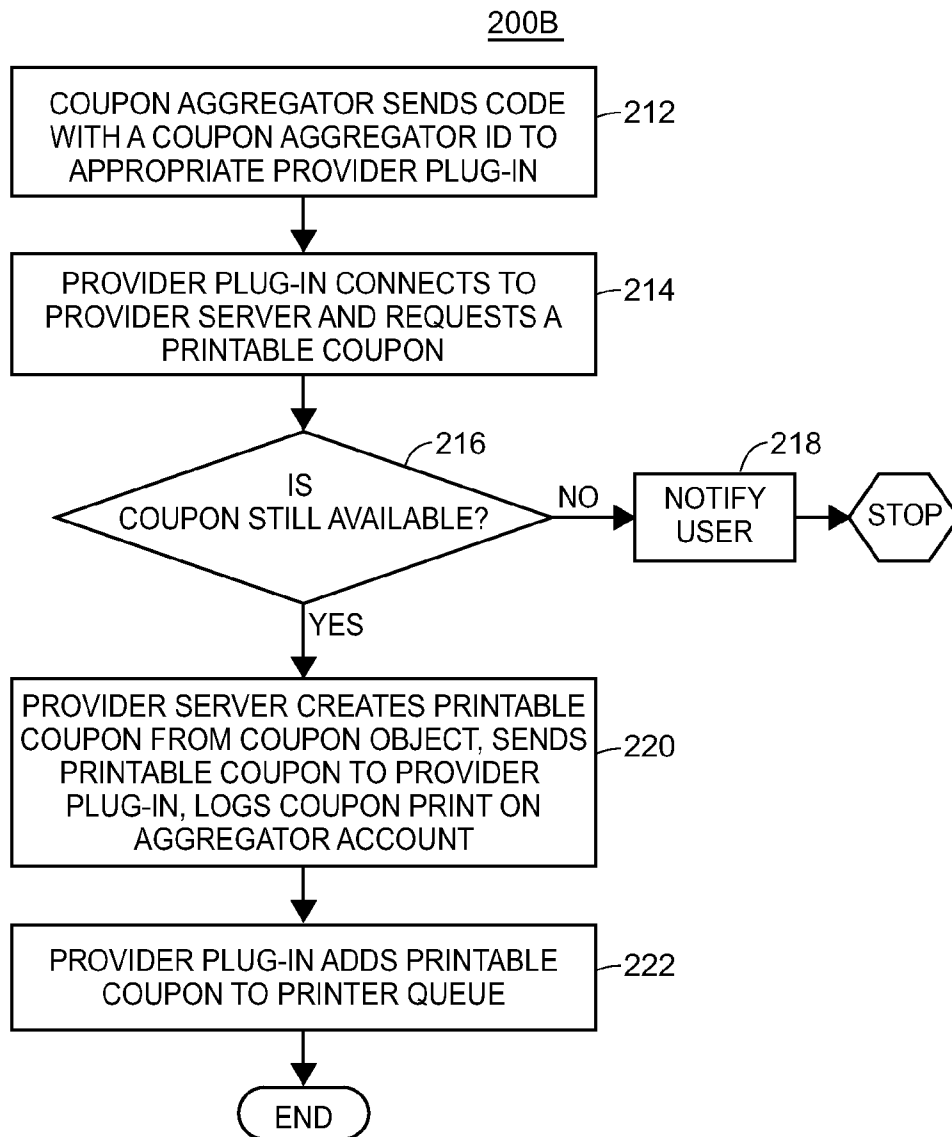 200B
COUPON AGGREGATOR SENDS CODE
WITH A COUPON AGGREGATOR ID TO
APPROPRIATE PROVIDER PLUG-IN
212
PROVIDER PLUG-IN CONNECTS TO
PROVIDER SERVER AND REQUESTS A
PRINTABLE COUPON
214
216
IS
COUPON STILL AVAILABLE?
NO
218
NOTIFY
USER
STOP
YES
PROVIDER SERVER CREATES PRINTABLE
COUPON FROM COUPON OBJECT, SENDS
PRINTABLE COUPON TO PROVIDER
PLUG-IN, LOGS COUPON PRINT ON
AGGREGATOR ACCOUNT
220
PROVIDER PLUG-IN ADDS PRINTABLE
COUPON TO PRINTER QUEUE
222
END